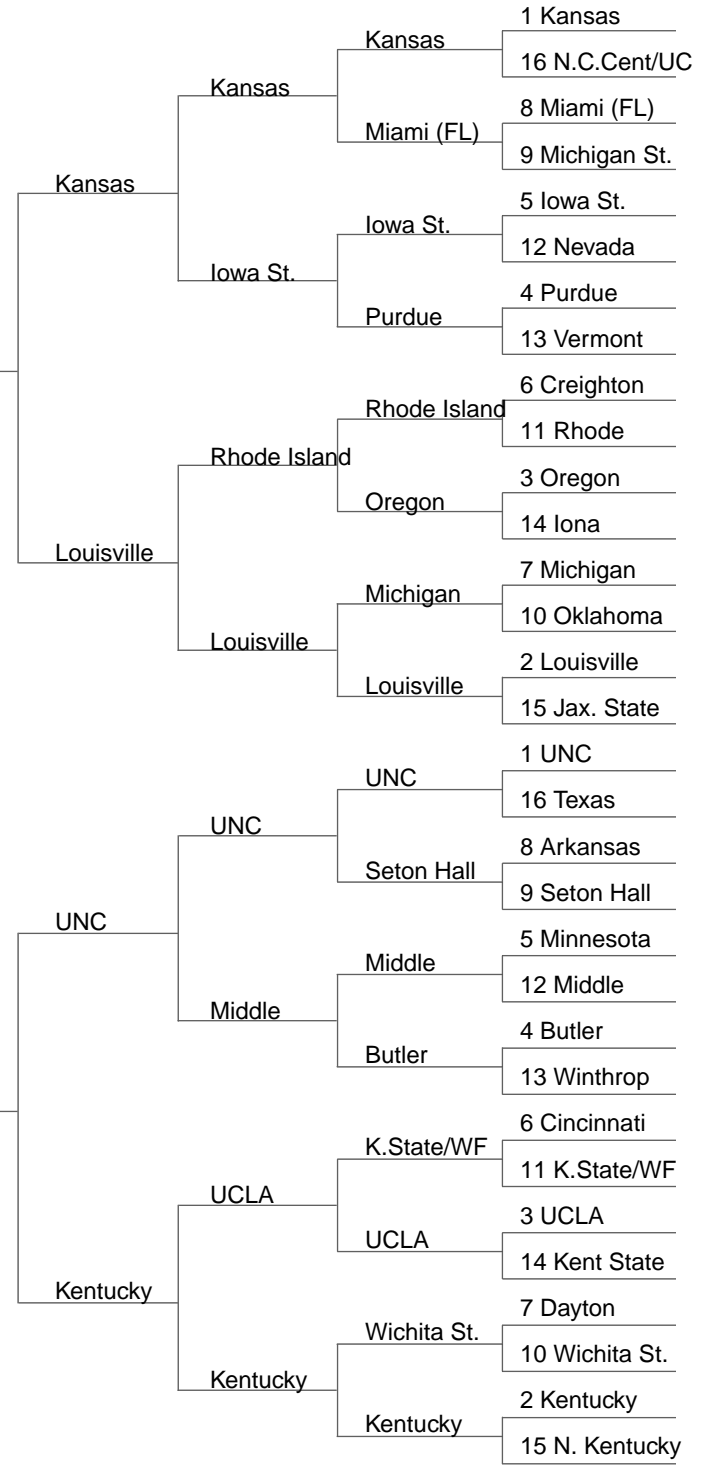 1 Kansas
Kansas
16 N.C.Cent/UC
Kansas
8 Miami (FL)
Miami (FL)
9 Michigan St.
Kansas
5 Iowa St.
Iowa St.
12 Nevada
Iowa St.
4 Purdue
Purdue
13 Vermont
6 Creighton
Rhode Island
11 Rhode
Rhode Island
3 Oregon
Oregon
14 Iona
Louisville
7 Michigan
Michigan
10 Oklahoma
Louisville
2 Louisville
Louisville
15 Jax. State
1 UNC
UNC
16 Texas
UNC
8 Arkansas
Seton Hall
9 Seton Hall
UNC
5 Minnesota
Middle
12 Middle
Middle
4 Butler
Butler
13 Winthrop
6 Cincinnati
K.State/WF
11 K.State/WF
UCLA
3 UCLA
UCLA
14 Kent State
Kentucky
7 Dayton
Wichita St.
10 Wichita St.
Kentucky
2 Kentucky
Kentucky
15 N. Kentucky